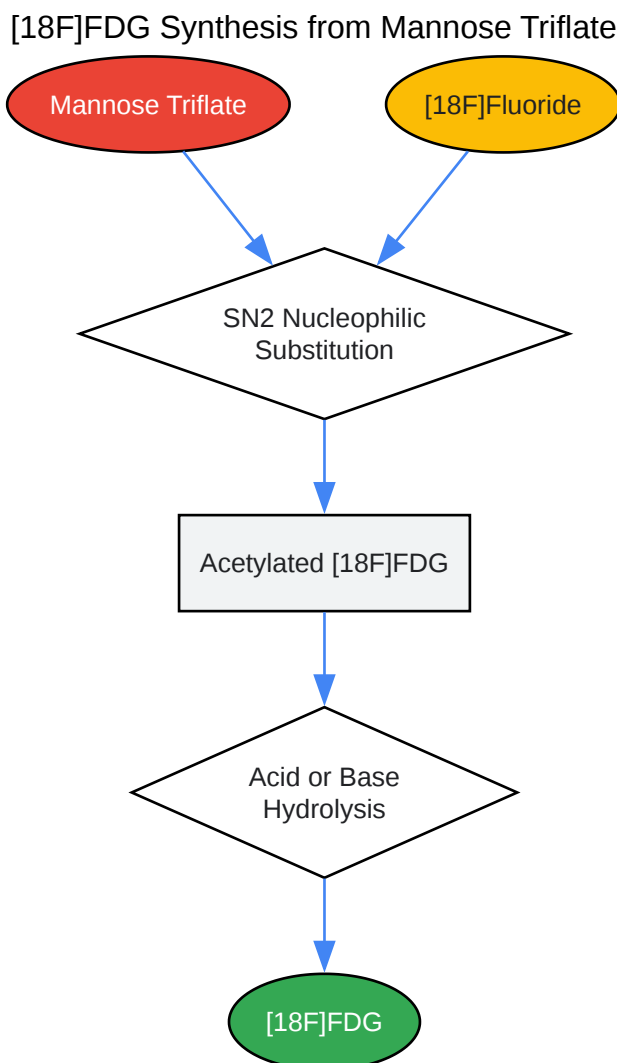 [18F]FDG Synthesis from Mannose Triflate
Mannose Triflate
[18F]Fluoride
SN2 Nucleophilic
Substitution
Acetylated [18F]FDG
Acid or Base
Hydrolysis
[18F]FDG